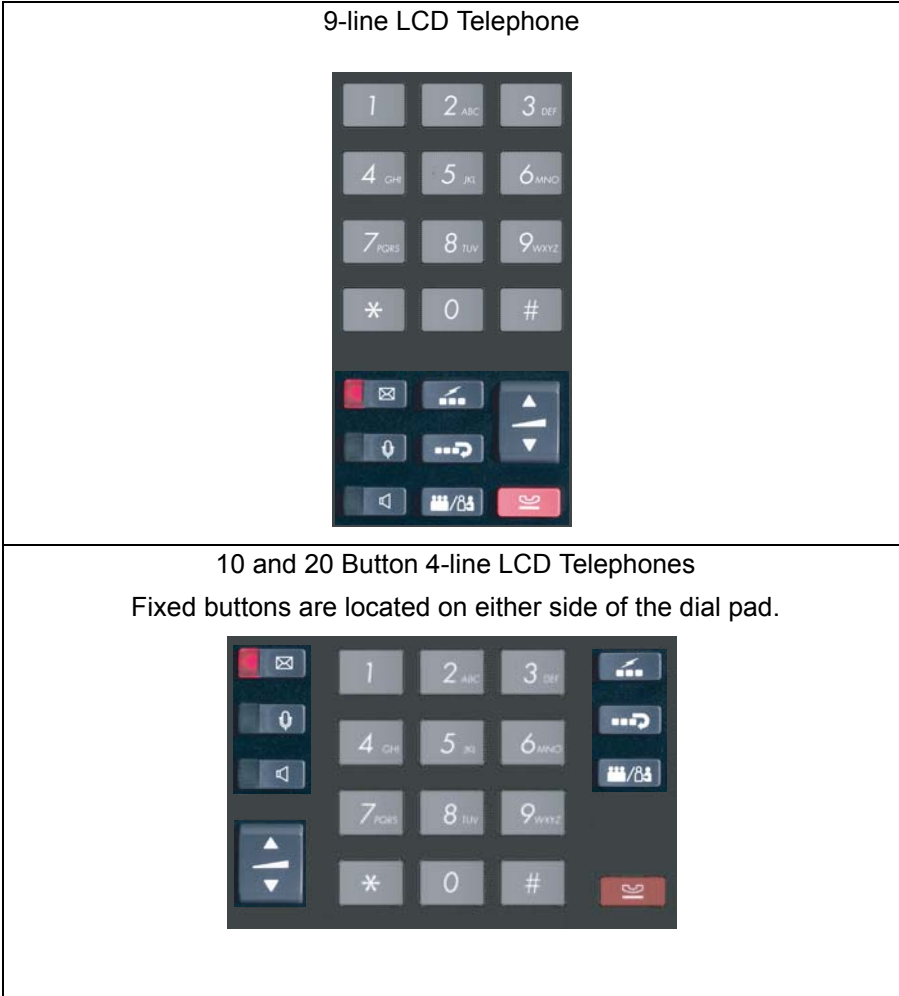 9-line LCD Telephone
1 2 ABC 3 DEF
4 GHI 5 JKL 6 MNO
7 PQRS 8 TUV 9 WXYZ
* 0 #
10 and 20 Button 4-line LCD Telephones
Fixed buttons are located on either side of the dial pad.
1 2 ABC 3 DEF
4 GHI 5 JKL 6 MNO
7 PQRS 8 TUV 9 WXYZ
* 0 #